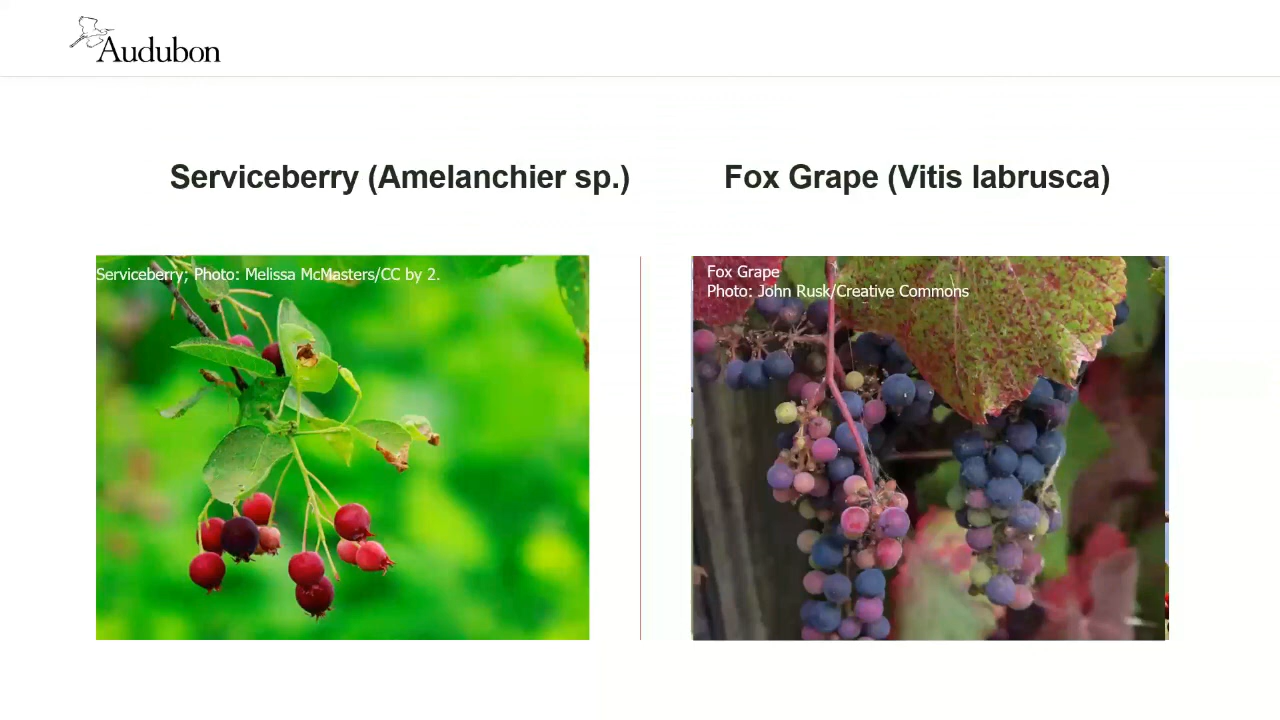 Audubon
Serviceberry (Amelanchier sp.)
Fox Grape (Vitis labrusca)
Serviceberry; Photo: Melissa McMasters/CC by 2.
Fox Grape
Photo: John Rusk/Creative Commons